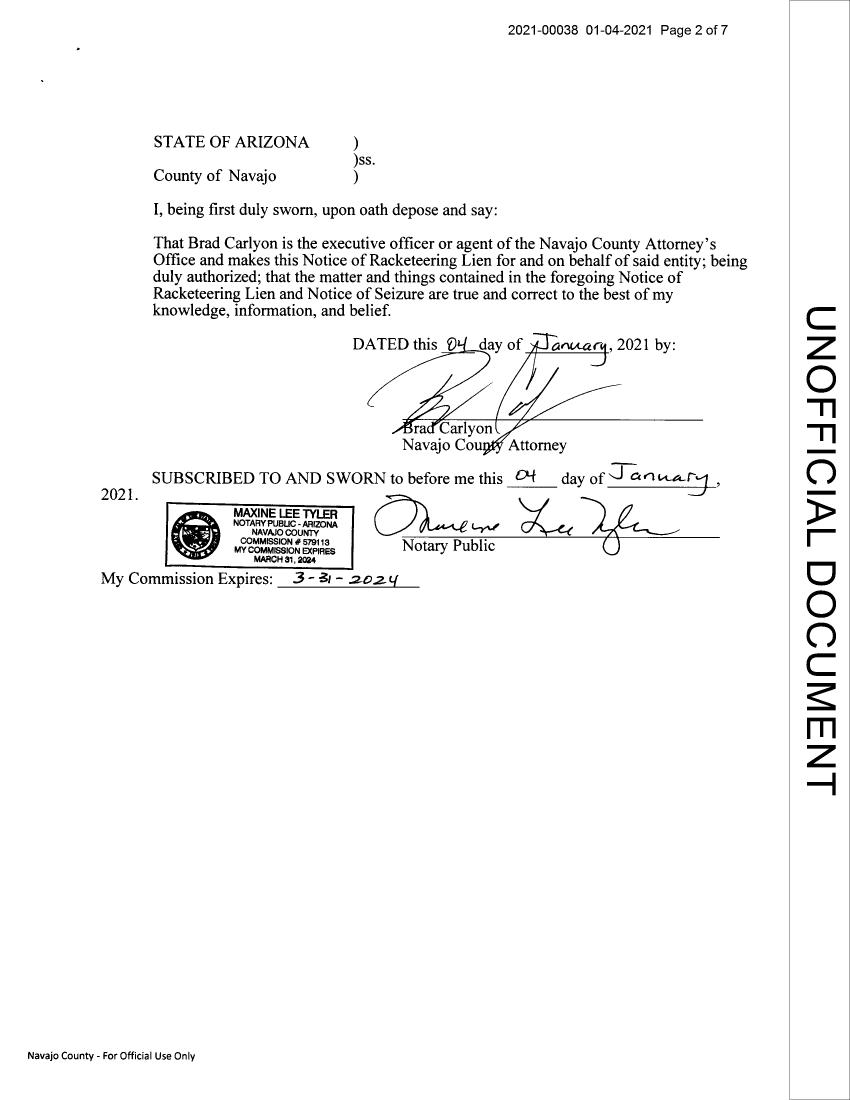 2021-00038 01-04-2021 Page 2 of 7
STATE OF ARIZONA )
)ss.
County of Navajo )
I, being first duly sworn, upon oath depose and say:
That Brad Carlyon is the executive officer or agent of the Navajo County Attorney's
Office and makes this Notice of Racketeering Lien for and on behalf of said entity; being
duly authorized; that the matter and things contained in the foregoing Notice of
Racketeering Lien and Notice of Seizure are true and correct to the best of my
knowledge, information, and belief.
DATED this 04 day of January, 2021 by:
Brad Carlyon
Navajo County Attorney
SUBSCRIBED TO AND SWORN to before me this 04 day of January,
2021.
MAXINE LEE TYLER
NOTARY PUBLIC - ARIZONA
NAVAJO COUNTY
COMMISSION # 579113
MY COMMISSION EXPIRES
MARCH 31, 2024
Maxine Lee Tyler
Notary Public
My Commission Expires: 3-31-2024
Navajo County - For Official Use Only
UNOFFICIAL DOCUMENT